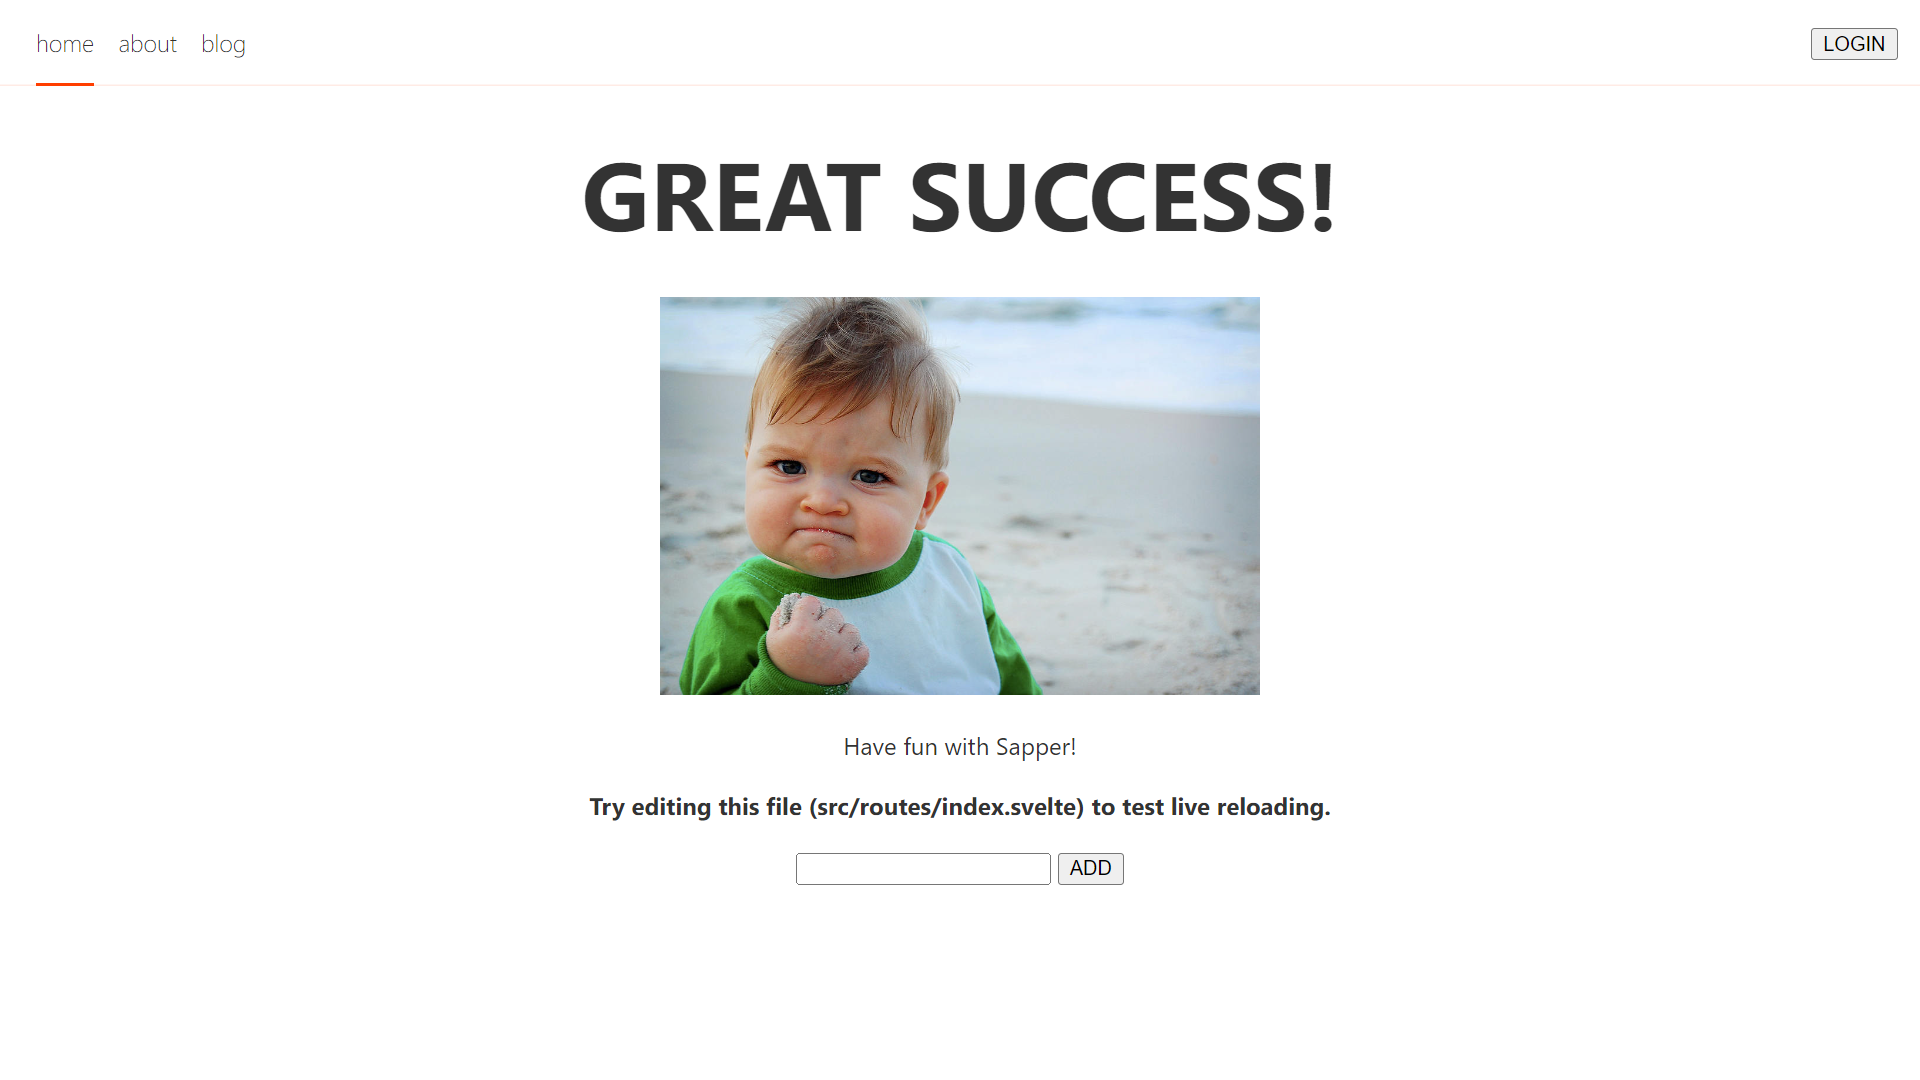 home about blog LOGIN
GREAT SUCCESS!
Have fun with Sapper!
Try editing this file (src/routes/index.svelte) to test live reloading.
ADD